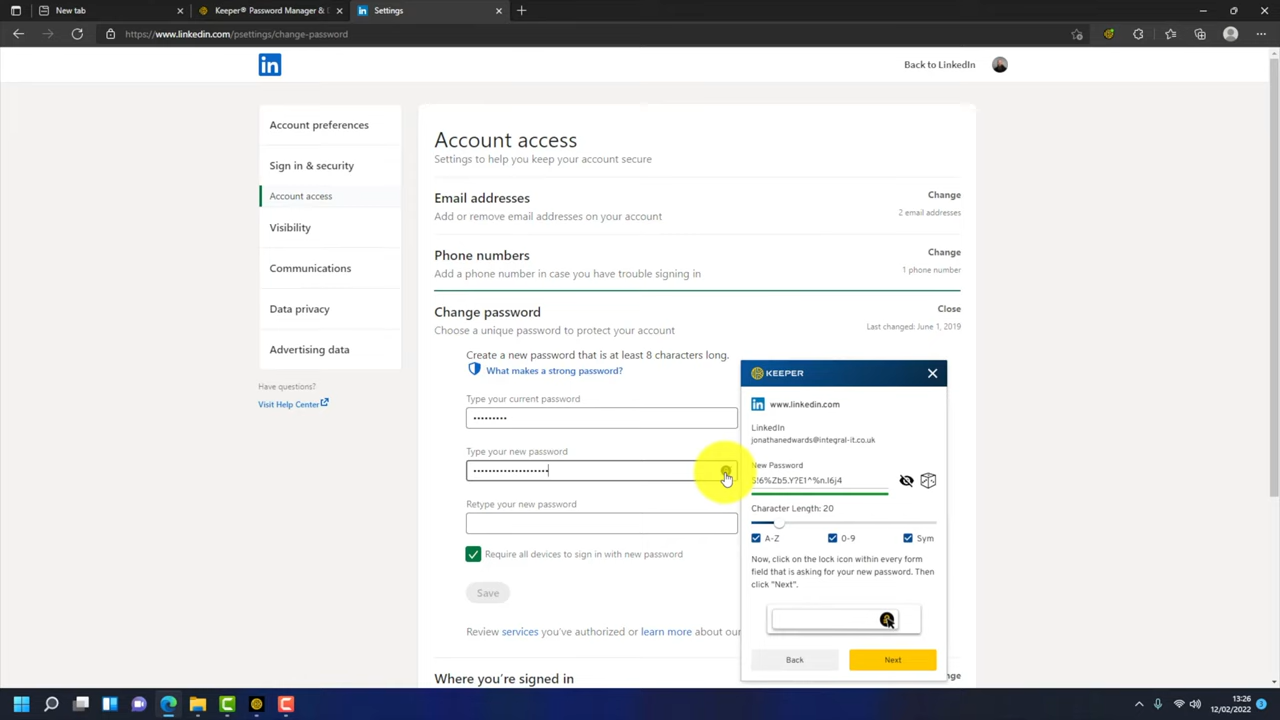 New tab
Keeper® Password Manager & D
Settings
https://www.linkedin.com/psettings/change-password
in
Back to LinkedIn
Account preferences
Sign in & security
Account access
Visibility
Communications
Data privacy
Advertising data
Have questions?
Visit Help Center
Account access
Settings to help you keep your account secure
Email addresses
Change
Add or remove email addresses on your account
2 email addresses
Phone numbers
Change
Add a phone number in case you have trouble signing in
1 phone number
Change password
Close
Choose a unique password to protect your account
Last changed: June 1, 2019
Create a new password that is at least 8 characters long.
What makes a strong password?
Type your current password
Type your new password
Retype your new password
Require all devices to sign in with new password
Save
Review services you've authorized or learn more about our
Where you're signed in
KEEPER
in www.linkedin.com
LinkedIn
jonathanedwards@integral-it.co.uk
New Password
Character Length: 20
A-Z
0-9
Sym
Now, click on the lock icon within every form
field that is asking for your new password. Then
click "Next".
Back
Next
13:26
12/02/2022
3